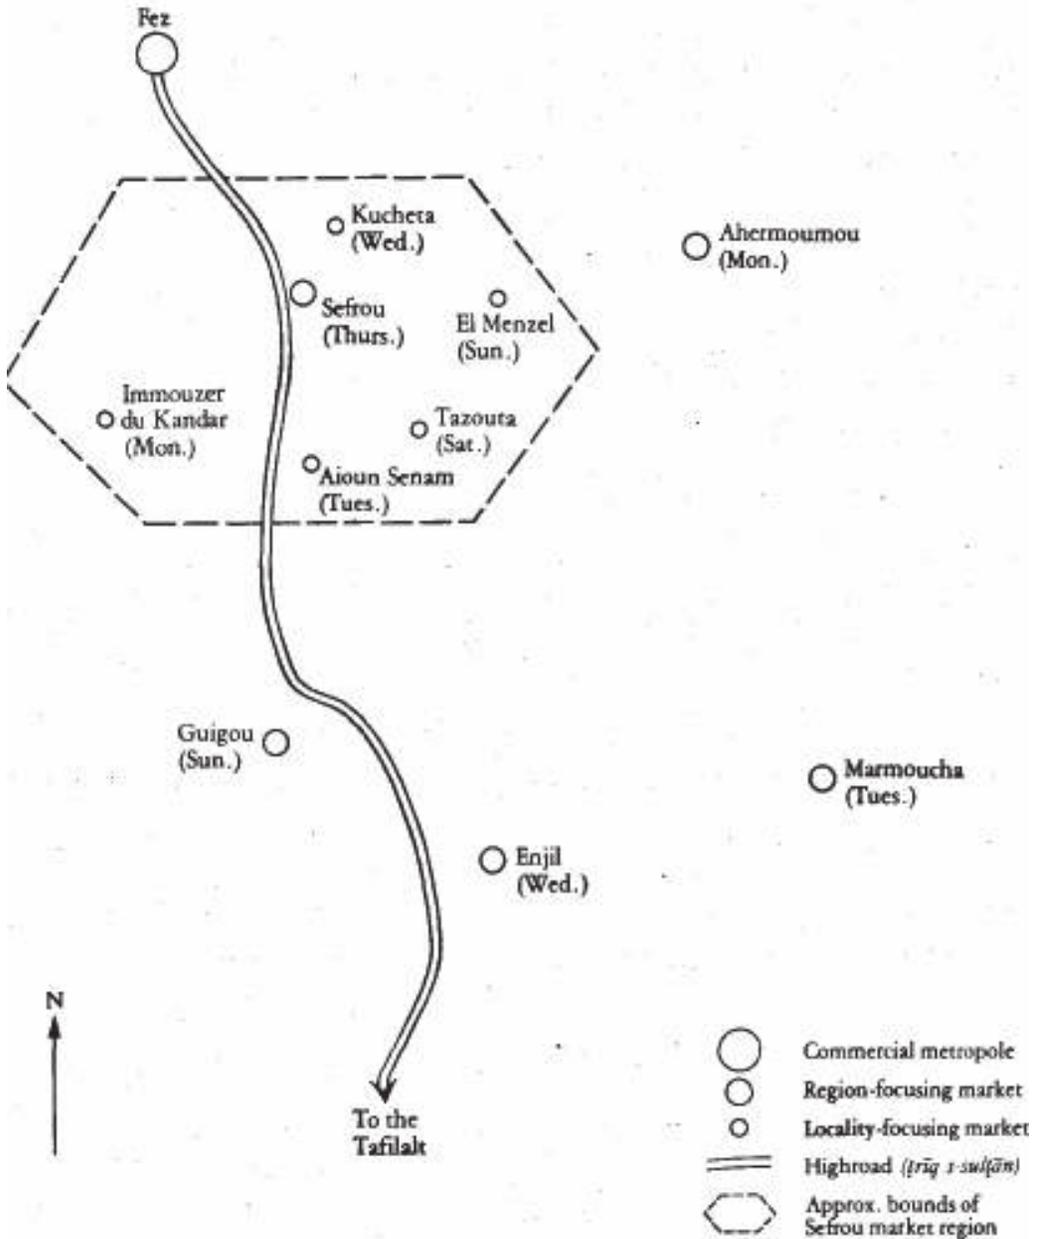 Fez
Kucheta
(Wed.)
Ahermoumou
(Mon.)
Sefrou
(Thurs.)
El Menzel
(Sun.)
Immouzer
du Kandar
(Mon.)
Tazouta
(Sat.)
Aioun Senam
(Tues.)
Guigou
(Sun.)
Marmoucha
(Tues.)
Enjil
(Wed.)
N
To the
Tafilalt
Commercial metropole
Region-focusing market
Locality-focusing market
Highroad (ṭrīq s-sulṭān)
Approx. bounds of
Sefrou market region